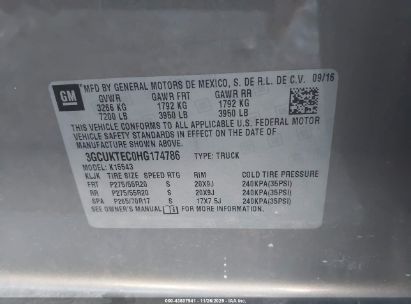 GM
MFD BY GENERAL MOTORS DE MEXICO, S. DE R.L. DE C.V. 09/16
GVWR GAWR FRT GAWR RR
3266 KG 1792 KG 1792 KG
7200 LB 3950 LB 3950 LB
THIS VEHICLE CONFORMS TO ALL APPLICABLE U.S. FEDERAL MOTOR
VEHICLE SAFETY STANDARDS IN EFFECT ON THE DATE OF
MANUFACTURE SHOWN ABOVE.
3GCUKTEC0HG174786 TYPE: TRUCK
MODEL: K15543
KLJK TIRE SIZE SPEED RTG RIM COLD TIRE PRESSURE
FRT P275/55R20 S 20X9J 240KPA(35PSI)
RR P275/55R20 S 20X9J 240KPA(35PSI)
SPA P265/70R17 S 17X7.5J 240KPA(35PSI)
SEE OWNER'S MANUAL FOR MORE INFORMATION.